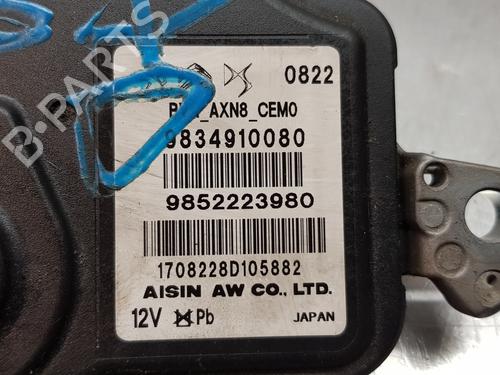 B-PARTS
0822
AXN8_CEM0
9834910080
9852223980
1708228D105882
AISIN AW CO., LTD.
12V Pb JAPAN